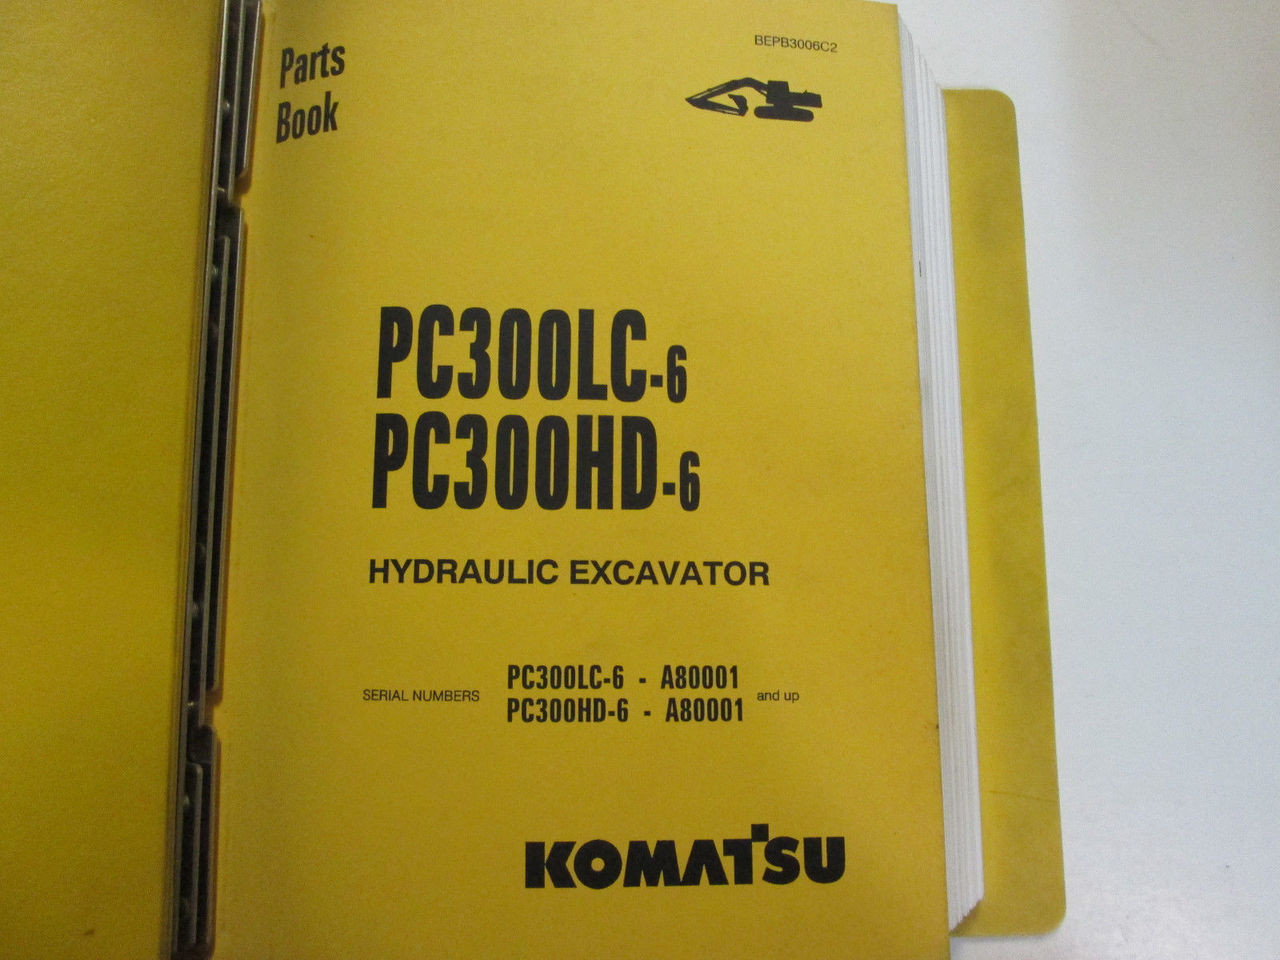 BEPB3006C2
Parts
Book
PC300LC-6
PC300HD-6
HYDRAULIC EXCAVATOR
SERIAL NUMBERS PC300LC-6 - A80001 and up
PC300HD-6 - A80001
KOMATSU